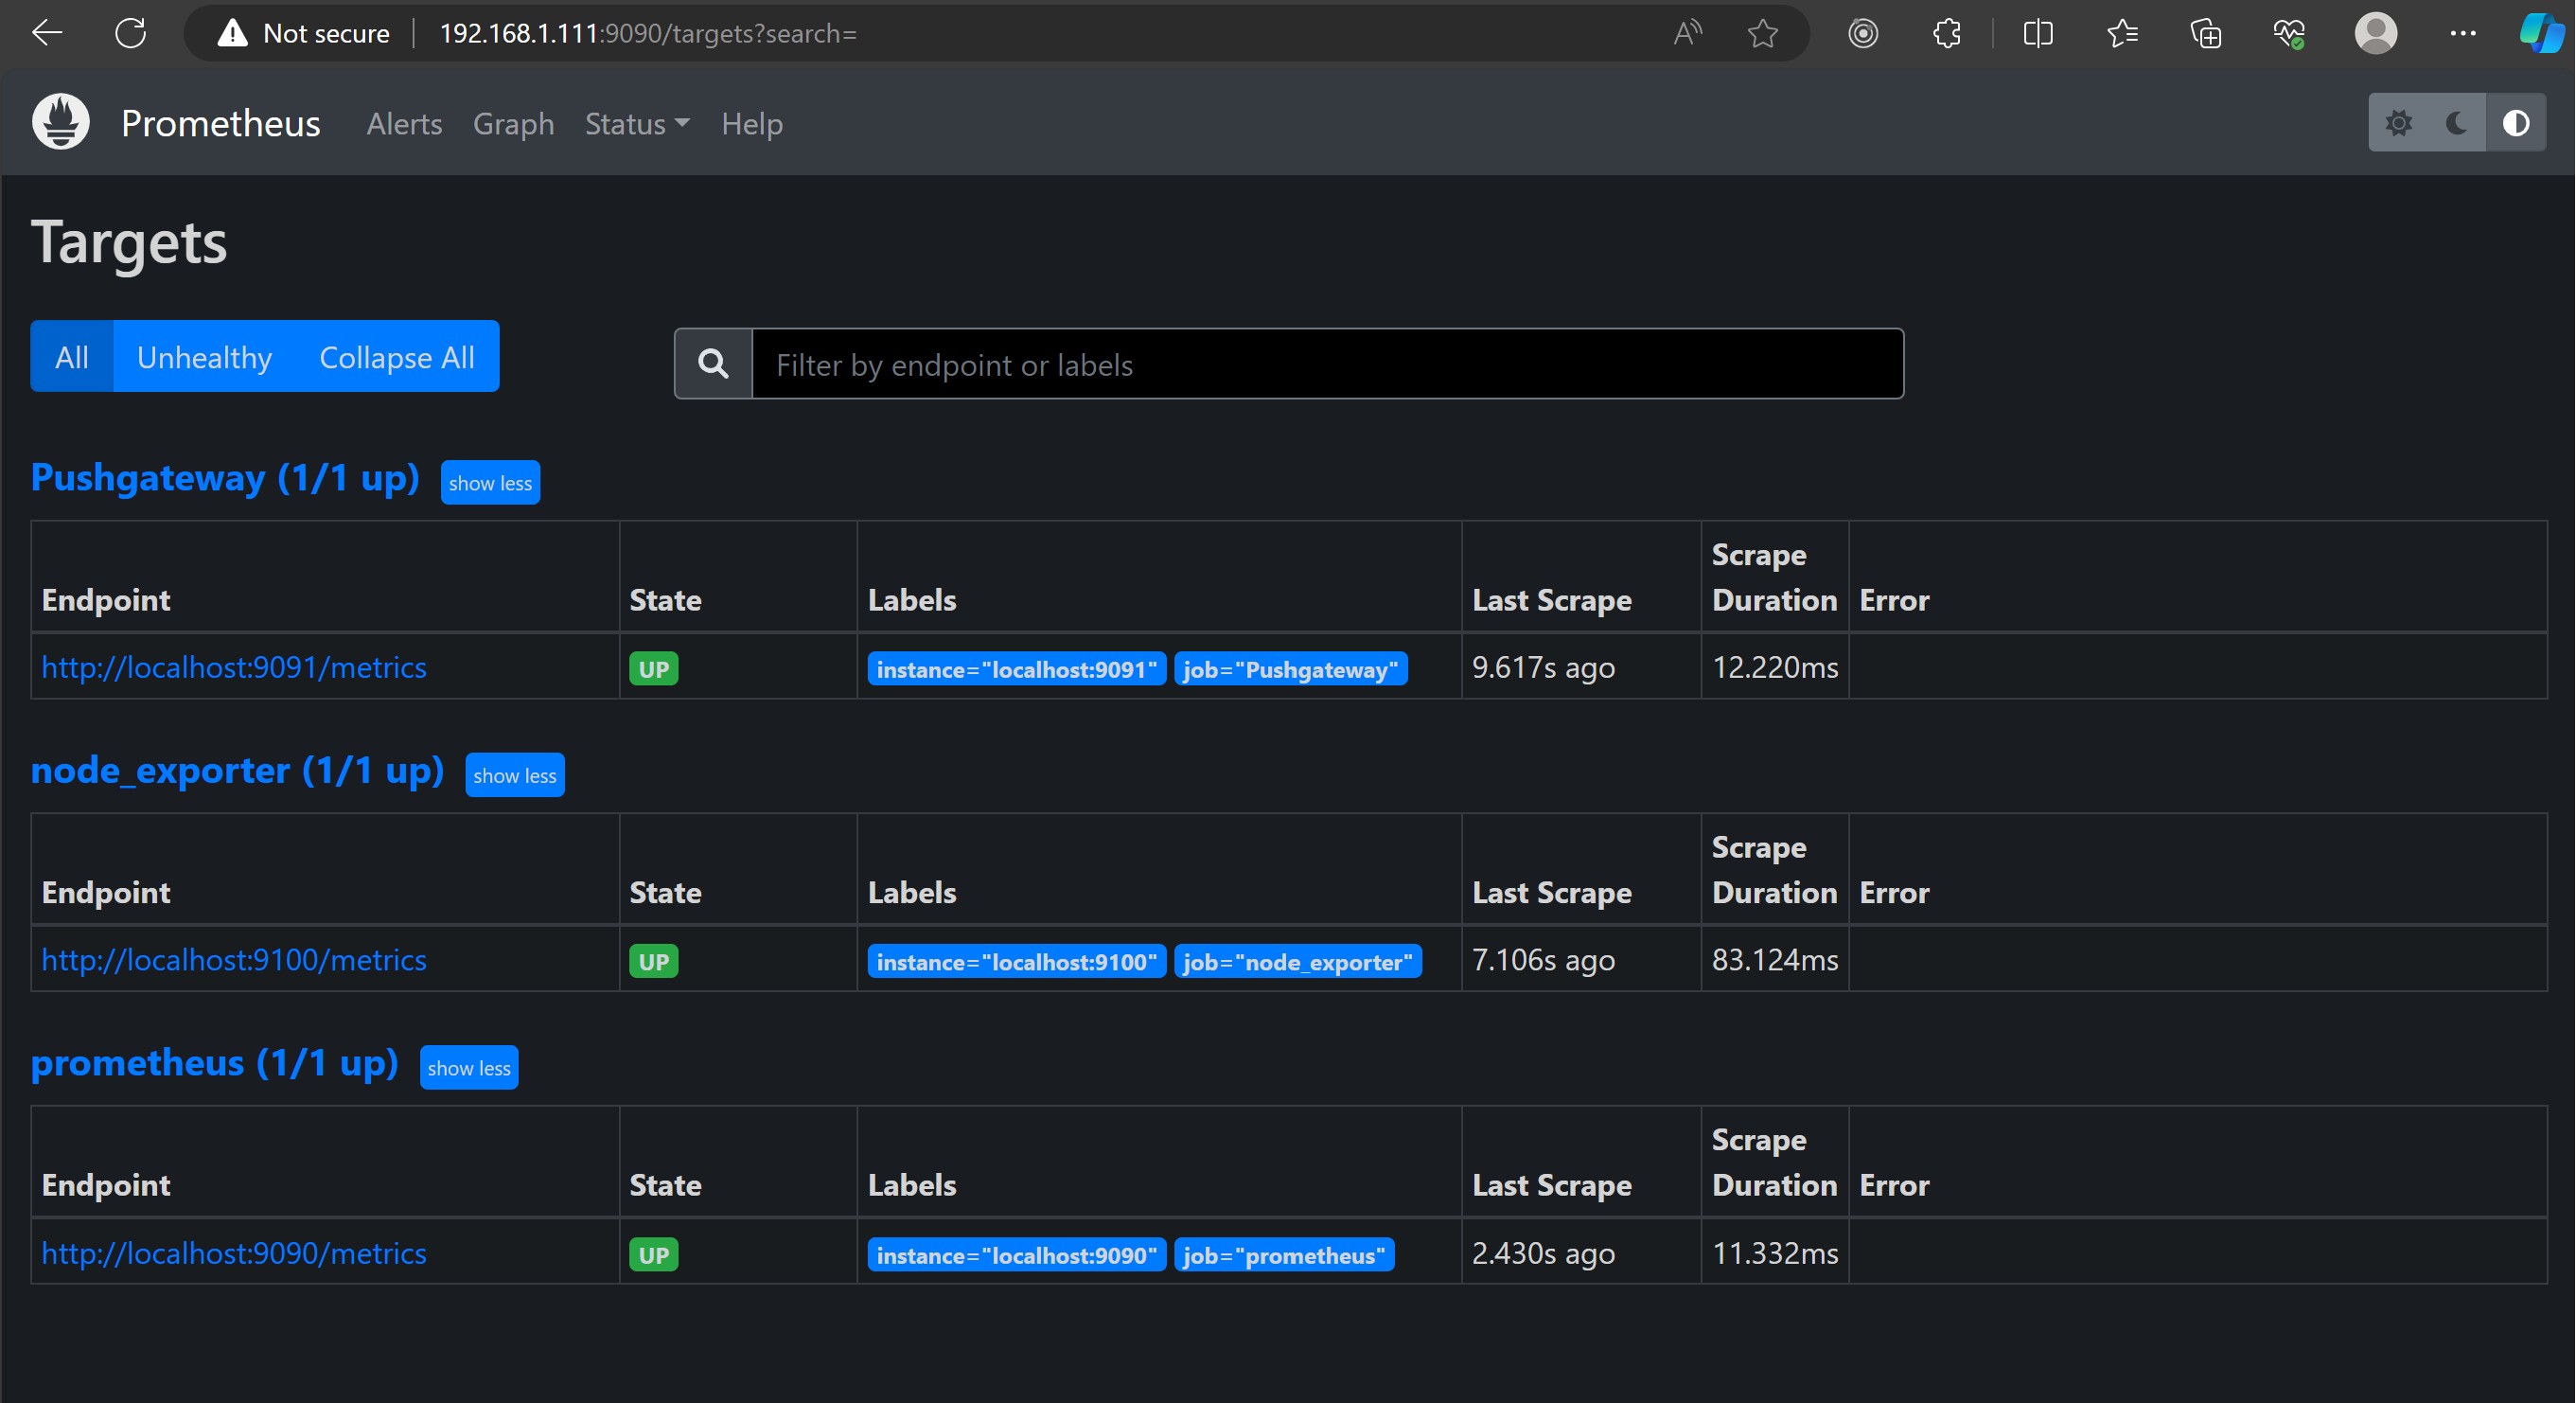 Not secure 192.168.1.111:9090/targets?search=
Prometheus Alerts Graph Status Help
Targets
All Unhealthy Collapse All Filter by endpoint or labels
Pushgateway (1/1 up) show less
Endpoint State Labels Last Scrape Scrape Duration Error
http://localhost:9091/metrics UP instance="localhost:9091" job="Pushgateway" 9.617s ago 12.220ms
node_exporter (1/1 up) show less
Endpoint State Labels Last Scrape Scrape Duration Error
http://localhost:9100/metrics UP instance="localhost:9100" job="node_exporter" 7.106s ago 83.124ms
prometheus (1/1 up) show less
Endpoint State Labels Last Scrape Scrape Duration Error
http://localhost:9090/metrics UP instance="localhost:9090" job="prometheus" 2.430s ago 11.332ms